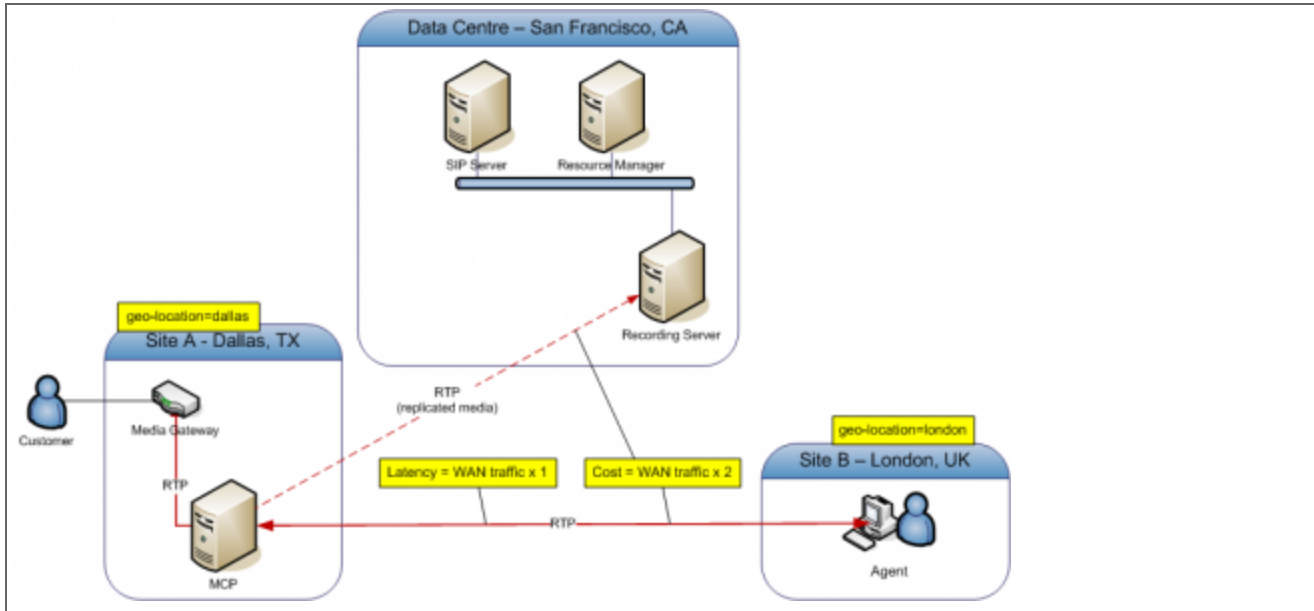 Data Centre – San Francisco, CA
SIP Server
Resource Manager
Recording Server
geo-location=dallas
Site A - Dallas, TX
RTP
(replicated media)
Customer
Media Gateway
geo-location=london
Site B – London, UK
Latency = WAN traffic x 1
Cost = WAN traffic x 2
RTP
RTP
MCP
Agent